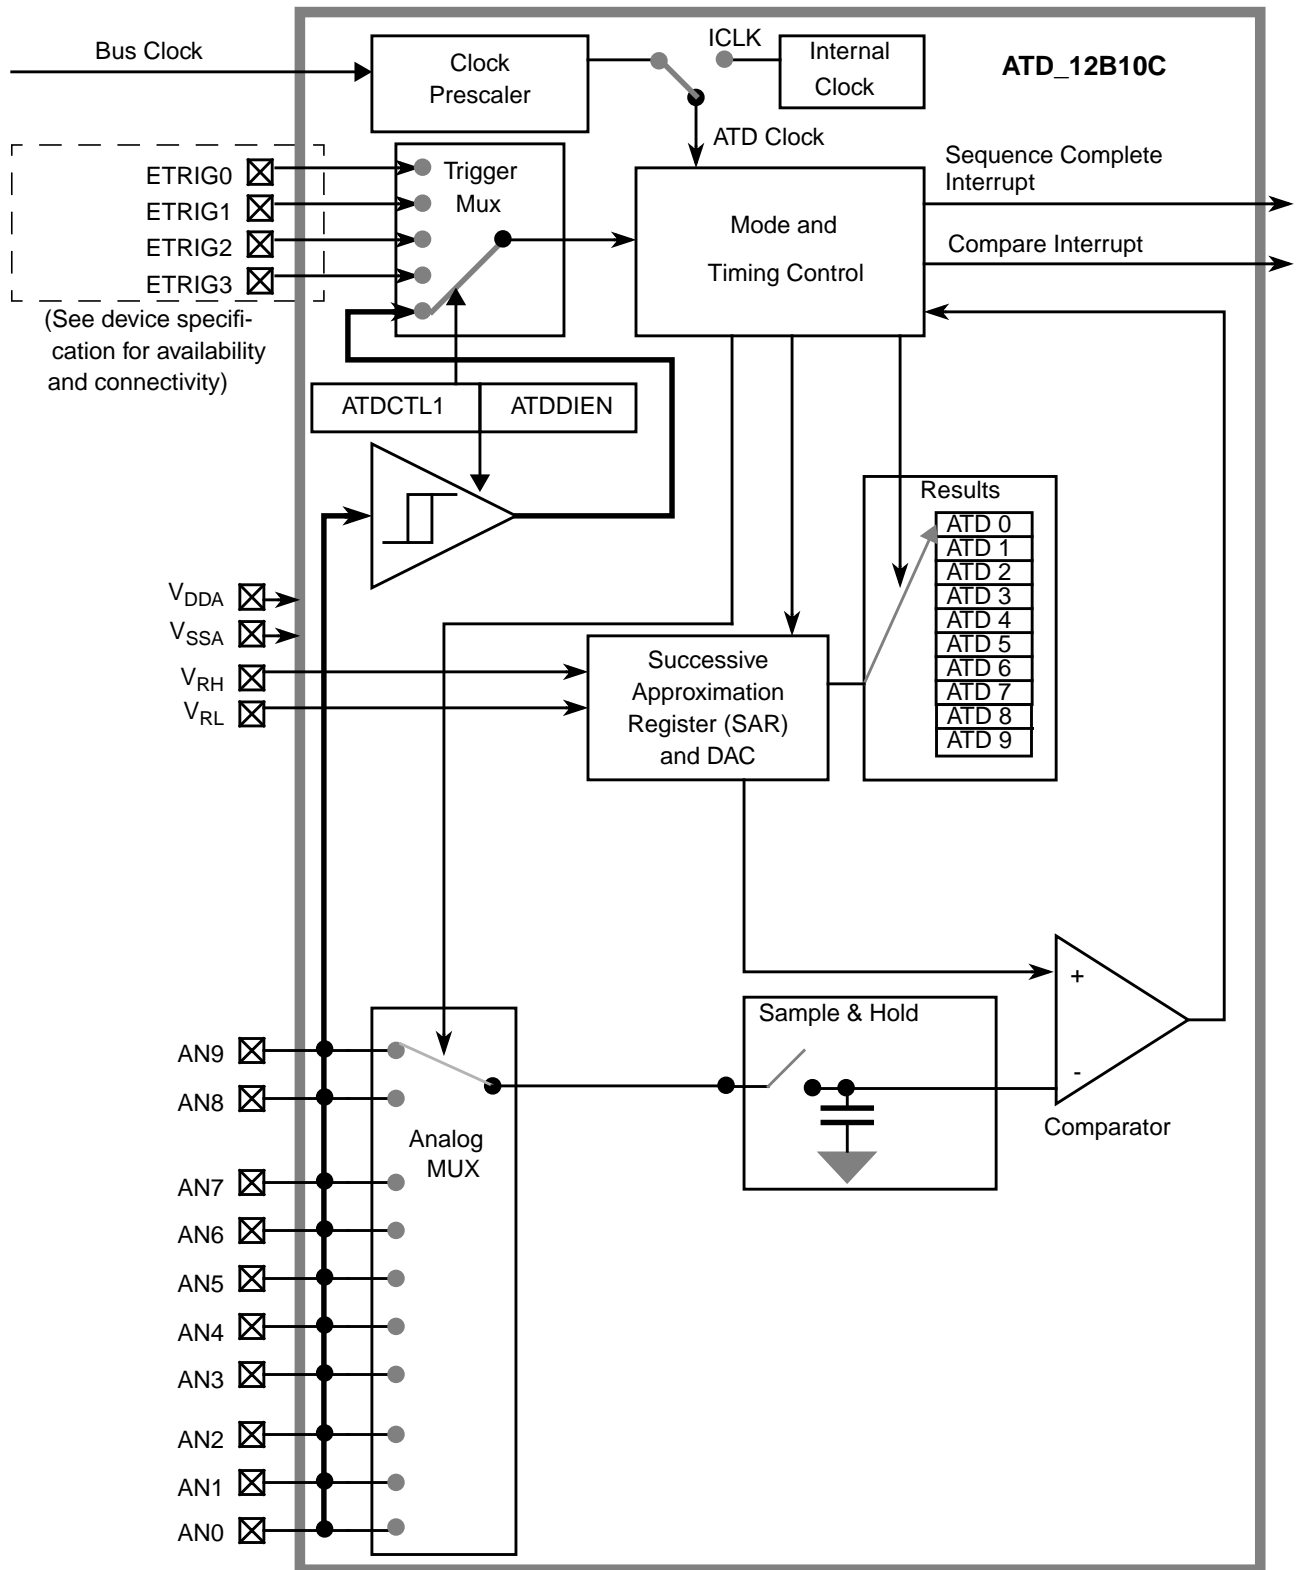 Bus Clock
Clock
Prescaler
ICLK
Internal
Clock
ATD_12B10C
ATD Clock
ETRIG0
ETRIG1
ETRIG2
ETRIG3
(See device specifi-
cation for availability
and connectivity)
Trigger
Mux
Mode and
Timing Control
Sequence Complete
Interrupt
Compare Interrupt
ATDCTL1
ATDDIEN
Results
ATD 0
ATD 1
ATD 2
ATD 3
ATD 4
ATD 5
ATD 6
ATD 7
ATD 8
ATD 9
VDDA
VSSA
VRH
VRL
Successive
Approximation
Register (SAR)
and DAC
Sample & Hold
+
-
Comparator
Analog
MUX
AN9
AN8
AN7
AN6
AN5
AN4
AN3
AN2
AN1
AN0